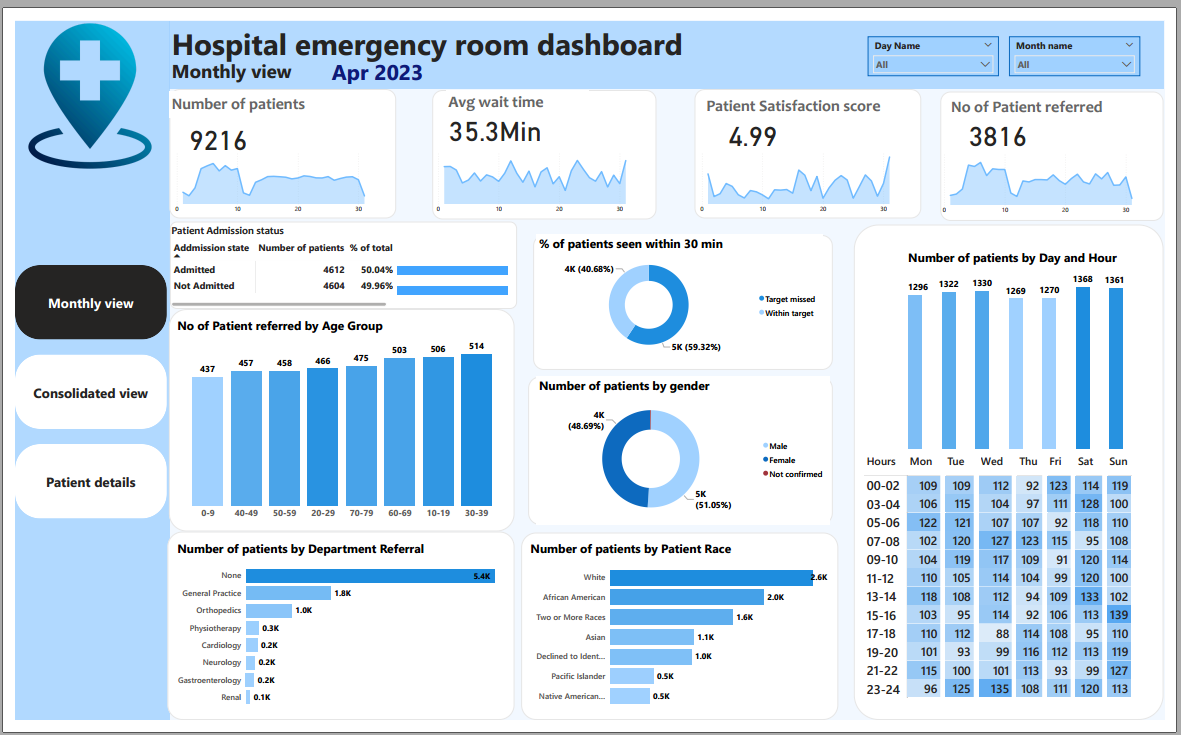 Hospital emergency room dashboard
Monthly view Apr 2023
Day Name
All
Month name
All
Number of patients
9216
0 10 20 30
Avg wait time
35.3Min
0 10 20 30
Patient Satisfaction score
4.99
0 10 20 30
No of Patient referred
3816
0 10 20 30
Monthly view
Consolidated view
Patient details
Patient Admission status
Addmission state Number of patients % of total
Admitted 4612 50.04%
Not Admitted 4604 49.96%
No of Patient referred by Age Group
437 457 458 466 475 503 506 514
0-9 40-49 50-59 20-29 70-79 60-69 10-19 30-39
% of patients seen within 30 min
4K (40.68%)
5K (59.32%)
Target missed
Within target
Number of patients by gender
4K
(48.69%)
5K
(51.05%)
Male
Female
Not confirmed
Number of patients by Department Referral
None 5.4K
General Practice 1.8K
Orthopedics 1.0K
Physiotherapy 0.3K
Cardiology 0.2K
Neurology 0.2K
Gastroenterology 0.2K
Renal 0.1K
Number of patients by Patient Race
White 2.6K
African American 2.0K
Two or More Races 1.6K
Asian 1.1K
Declined to Ident... 1.0K
Pacific Islander 0.5K
Native American... 0.5K
Number of patients by Day and Hour
1296 1322 1330 1269 1270 1368 1361
Hours Mon Tue Wed Thu Fri Sat Sun
00-02 109 109 112 92 123 114 119
03-04 106 115 104 97 111 128 100
05-06 122 121 107 107 92 118 110
07-08 102 120 127 123 115 95 108
09-10 104 119 117 109 91 120 114
11-12 110 105 114 104 99 120 100
13-14 118 108 112 94 109 133 102
15-16 103 95 114 92 106 113 139
17-18 110 112 88 114 108 95 110
19-20 101 93 99 116 112 113 119
21-22 115 100 101 113 93 99 127
23-24 96 125 135 108 111 120 113